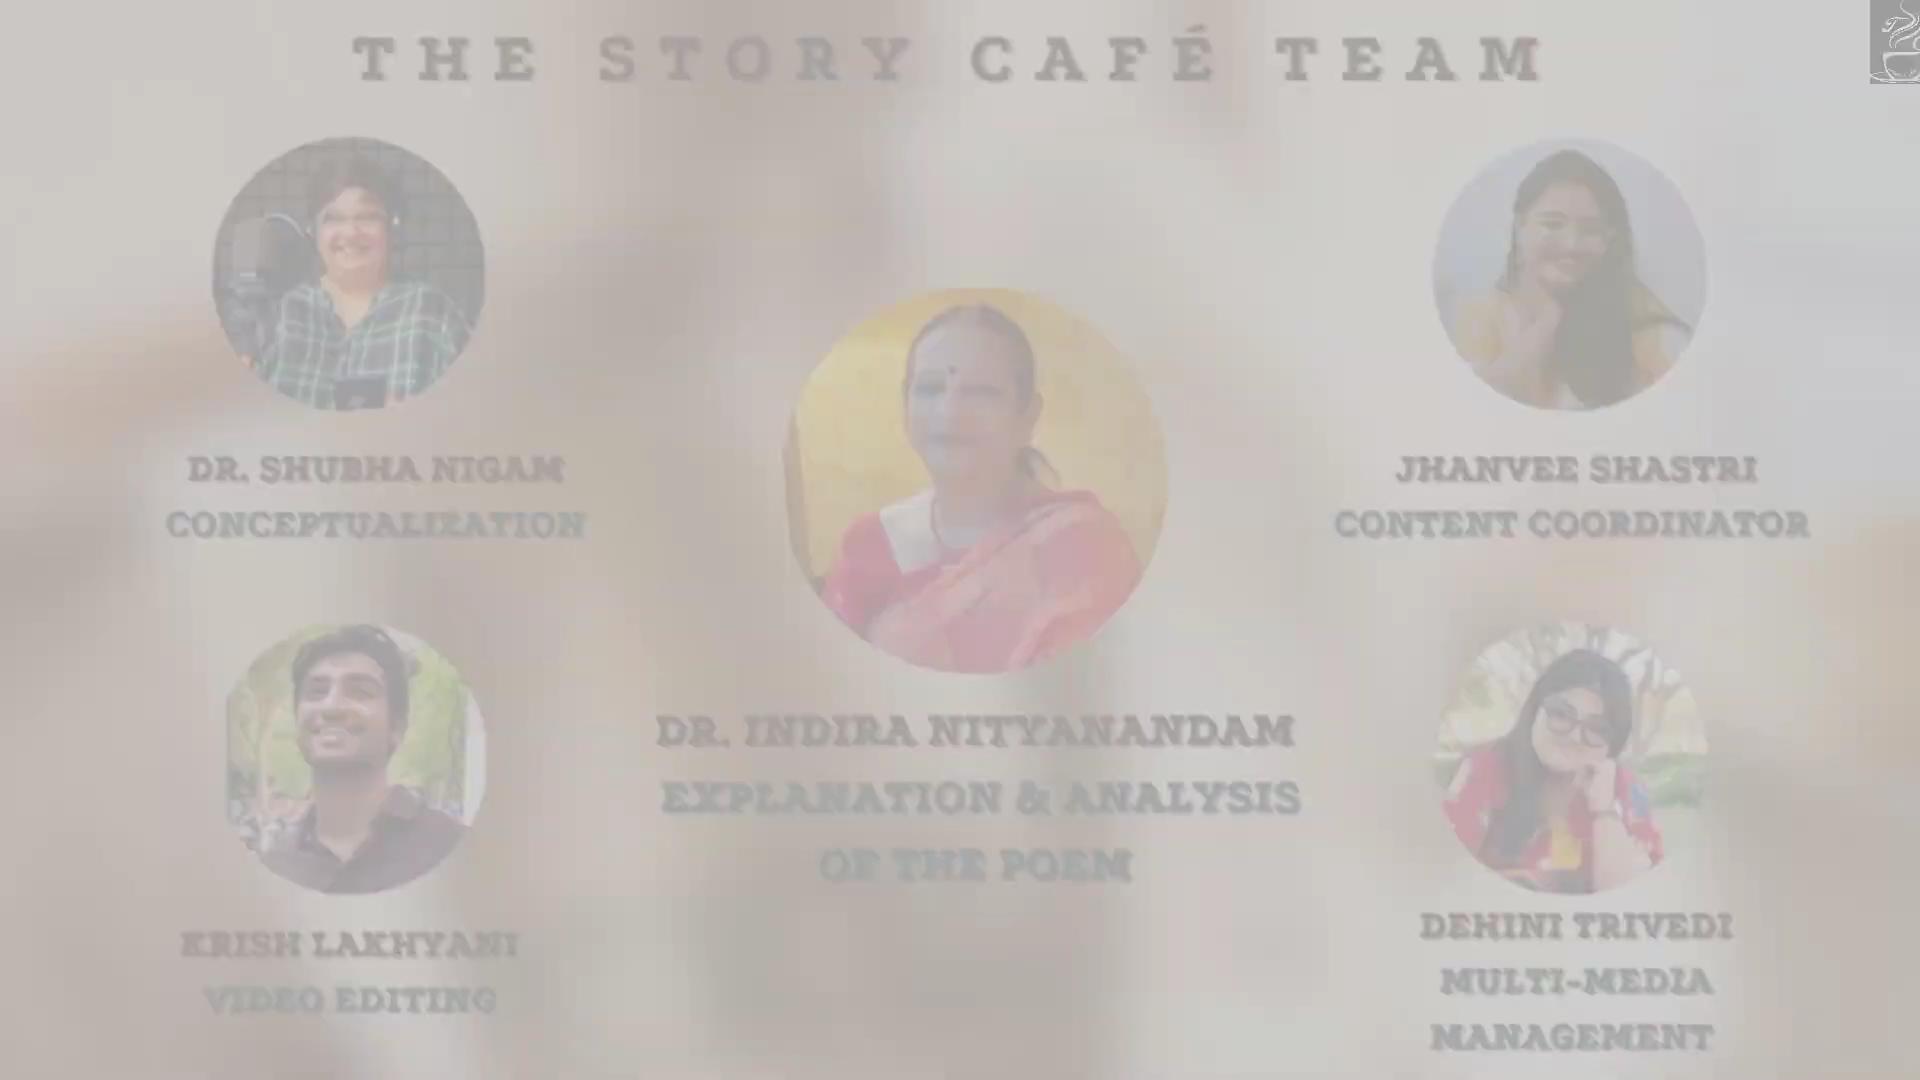 THE STORY CAFÉ TEAM
DR. SHUBHA NIGAM
CONCEPTUALIZATION
JHANVEE SHASTRI
CONTENT COORDINATOR
DR. INDIRA NITYANANDAM
EXPLANATION & ANALYSIS
OF THE POEM
KRISH LAKHYANI
VIDEO EDITING
DEHINI TRIVEDI
MULTI-MEDIA
MANAGEMENT